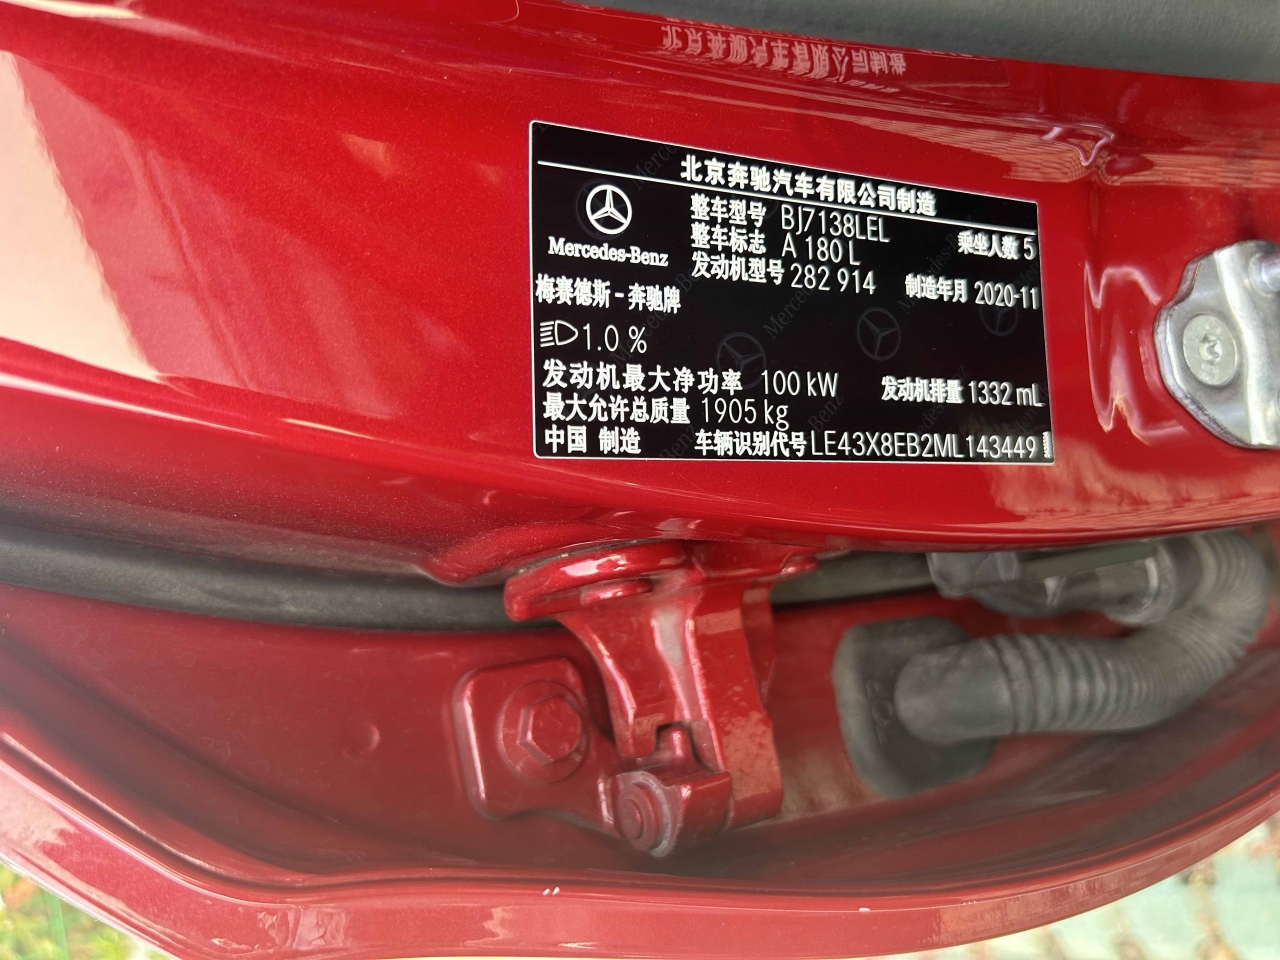 北京奔驰汽车有限公司制造
Mercedes-Benz
整车型号 BJ7138LEL 乘坐人数 5
整车标志 A 180 L
发动机型号 282 914 制造年月 2020-11
梅赛德斯-奔驰牌
1.0 %
发动机最大净功率 100 kW 发动机排量 1332 mL
最大允许总质量 1905 kg
中国 制造 车辆识别代号 LE43X8EB2ML143449